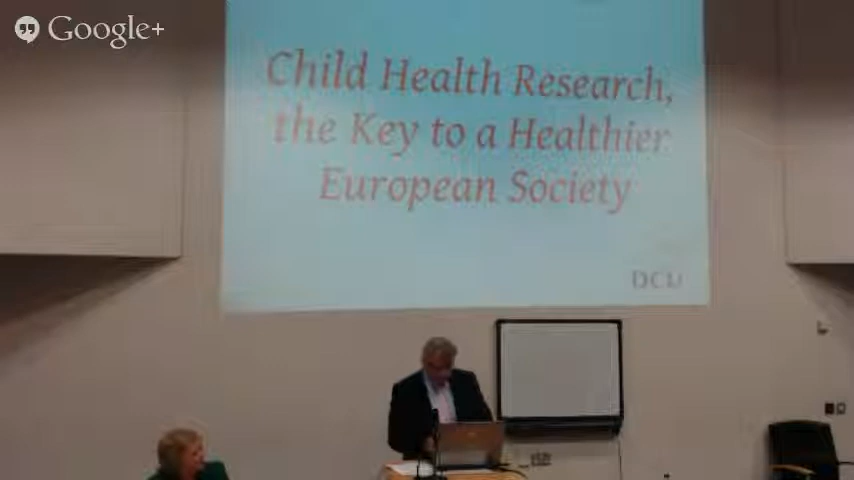 Google+
Child Health Research,
the Key to a Healthier
European Society
DCU